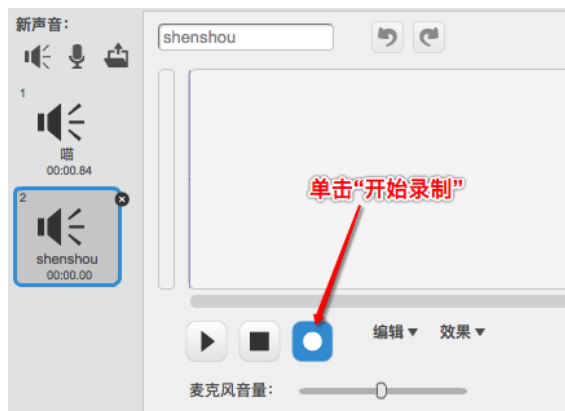 新声音：
shenshou
1
喵
00:00.84
2
shenshou
00:00.00
单击“开始录制”
编辑▼ 效果▼
麦克风音量：